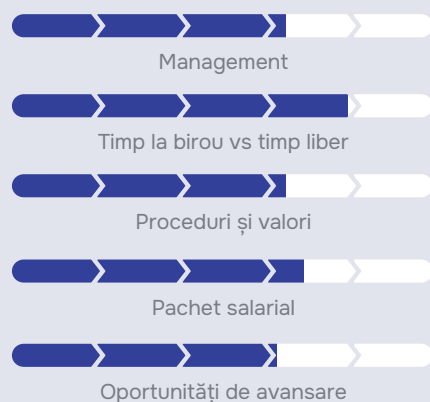 Management
Timp la birou vs timp liber
Proceduri și valori
Pachet salarial
Oportunități de avansare